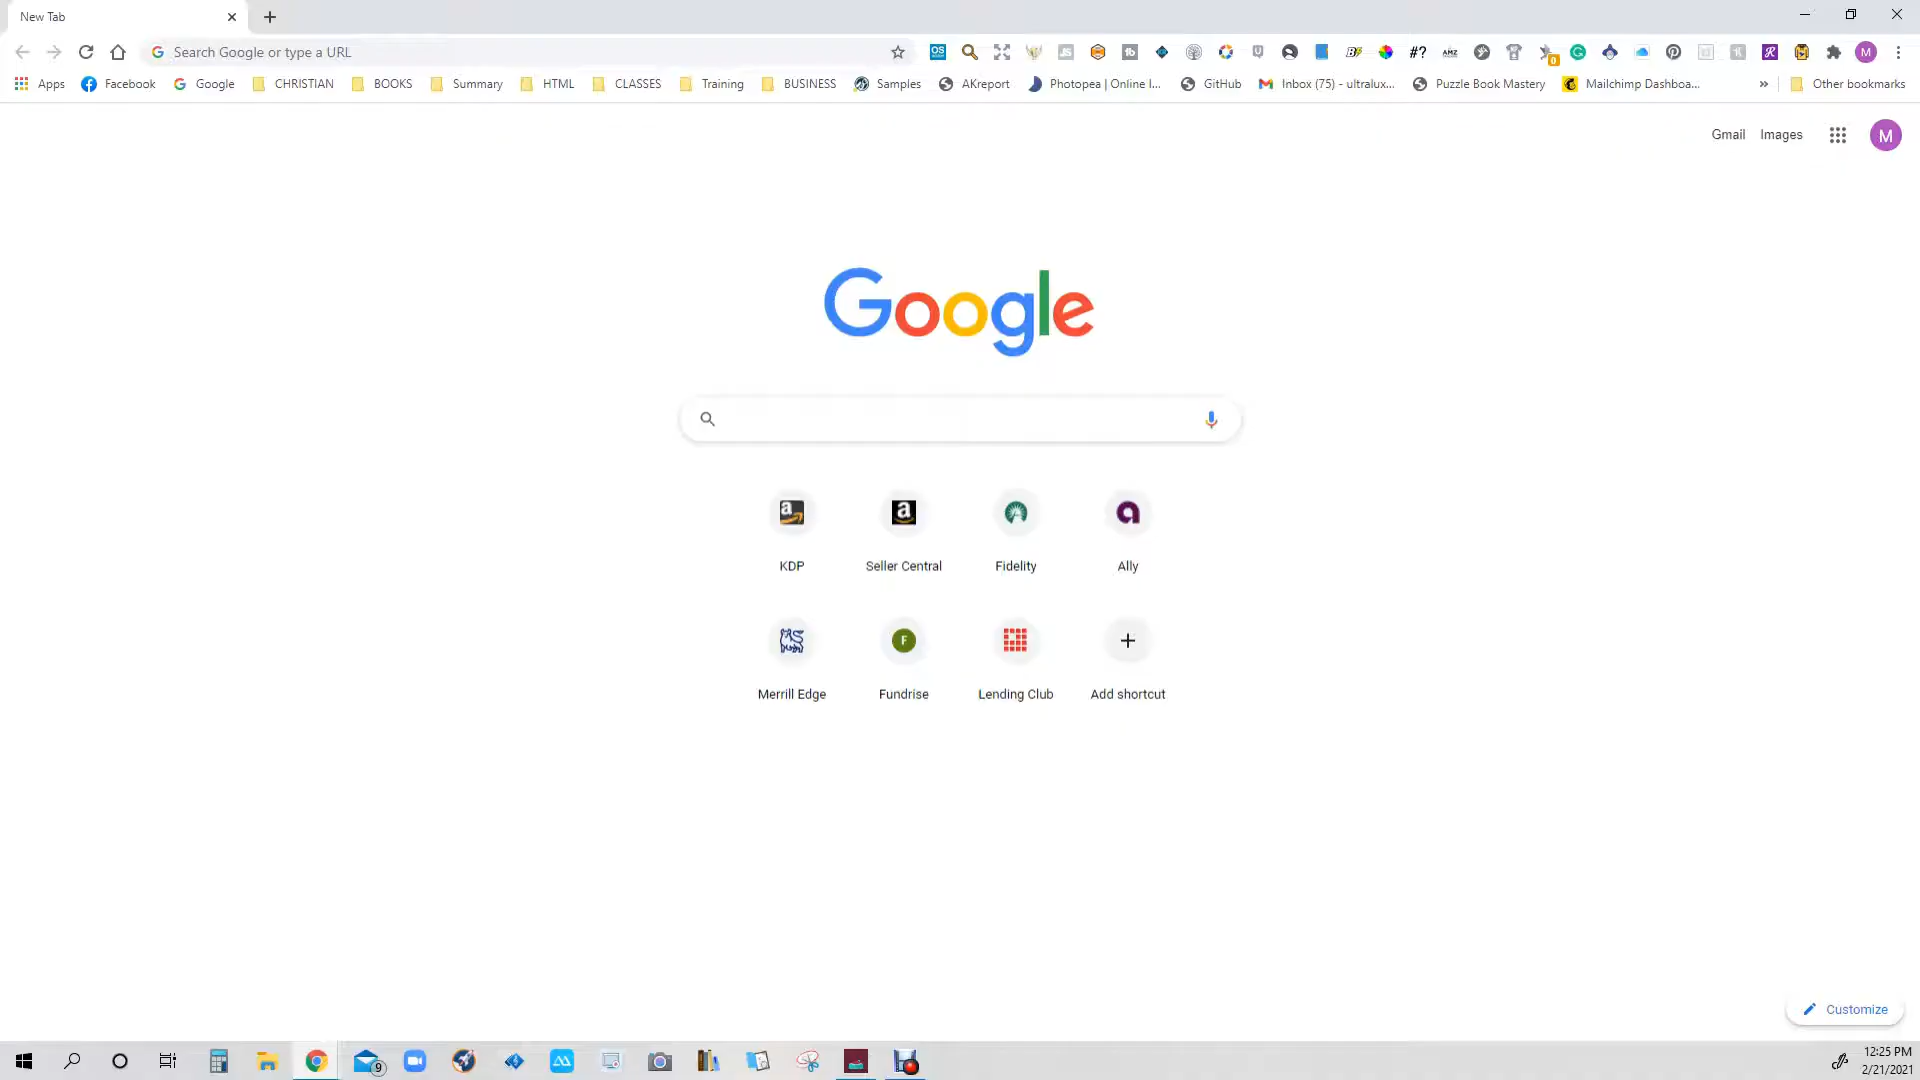 New Tab
Search Google or type a URL
Apps Facebook Google CHRISTIAN BOOKS Summary HTML CLASSES Training BUSINESS Samples AKreport Photopea | Online I... GitHub Inbox (75) - ultralux... Puzzle Book Mastery Mailchimp Dashboa... » Other bookmarks
Gmail Images M
Google
KDP Seller Central Fidelity Ally
F
Merrill Edge Fundrise Lending Club Add shortcut
Customize
9
12:25 PM
2/21/2021